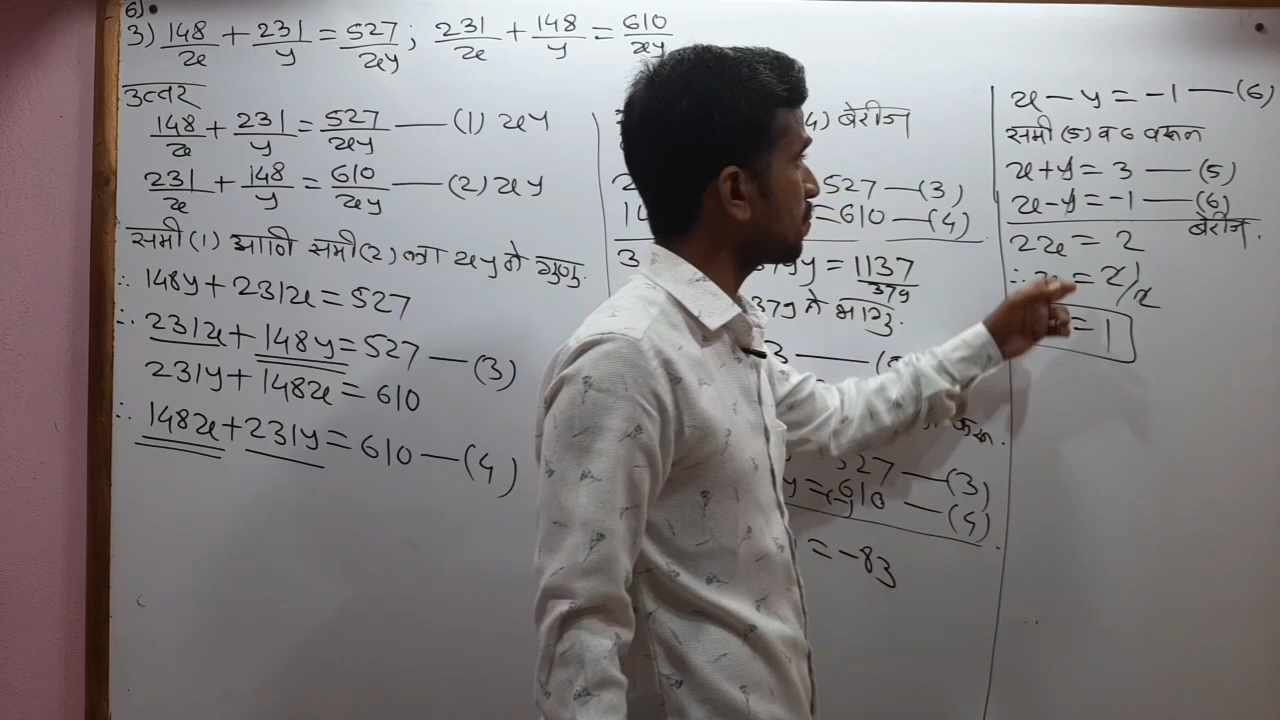 6)
3) 148/x + 231/y = 527/xy ; 231/x + 148/y = 610/xy
उत्तर
148/x + 231/y = 527/xy — (1) xy
231/x + 148/y = 610/xy — (2) xy
समी (1) आणि समी (2) ला xy ने गुणु.
∴ 148y + 231x = 527
∴ 231x + 148y = 527 — (3)
231y + 148x = 610
∴ 148x + 231y = 610 — (4)
4) बेरीज
527 — (3)
=610 — (4)
3 379y = 1137
379
379 ने भागु.
3 —
करून.
527 — (3)
y = 610 — (4)
(-)
= -83
x - y = -1 — (6)
समी (5) व 6 वरून
x + y = 3 — (5)
x - y = -1 — (6)
बेरीज.
2x = 2
∴ x = 2/2
= 1